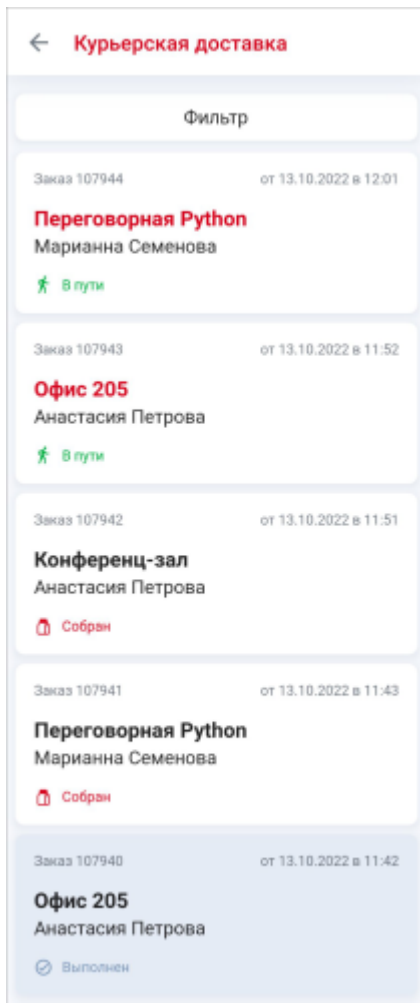 Курьерская доставка
Фильтр
Заказ 107944 от 13.10.2022 в 12:01
Переговорная Python
Марианна Семенова
В пути
Заказ 107943 от 13.10.2022 в 11:52
Офис 205
Анастасия Петрова
В пути
Заказ 107942 от 13.10.2022 в 11:51
Конференц-зал
Анастасия Петрова
Собран
Заказ 107941 от 13.10.2022 в 11:43
Переговорная Python
Марианна Семенова
Собран
Заказ 107940 от 13.10.2022 в 11:42
Офис 205
Анастасия Петрова
Выполнен